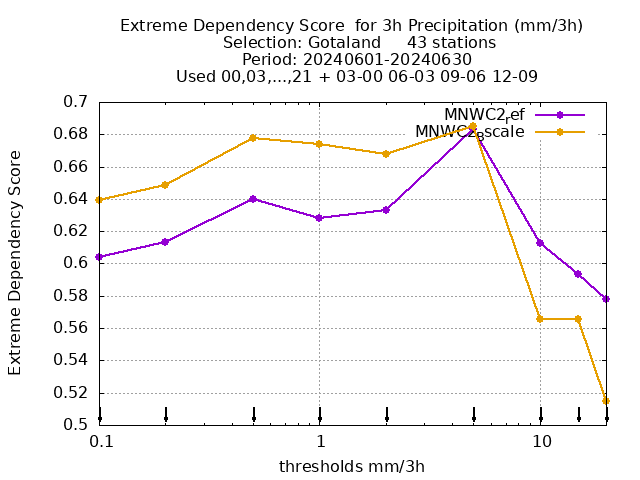 Extreme Dependency Score for 3h Precipitation (mm/3h)
Selection: Gotaland 43 stations
Period: 20240601-20240630
Used 00,03,...,21 + 03-00 06-03 09-06 12-09
MNWC2ref
MNWC2sscale
0.7
0.68
0.66
0.64
0.62
0.6
0.58
0.56
0.54
0.52
0.5
Extreme Dependency Score
0.1
1
10
thresholds mm/3h